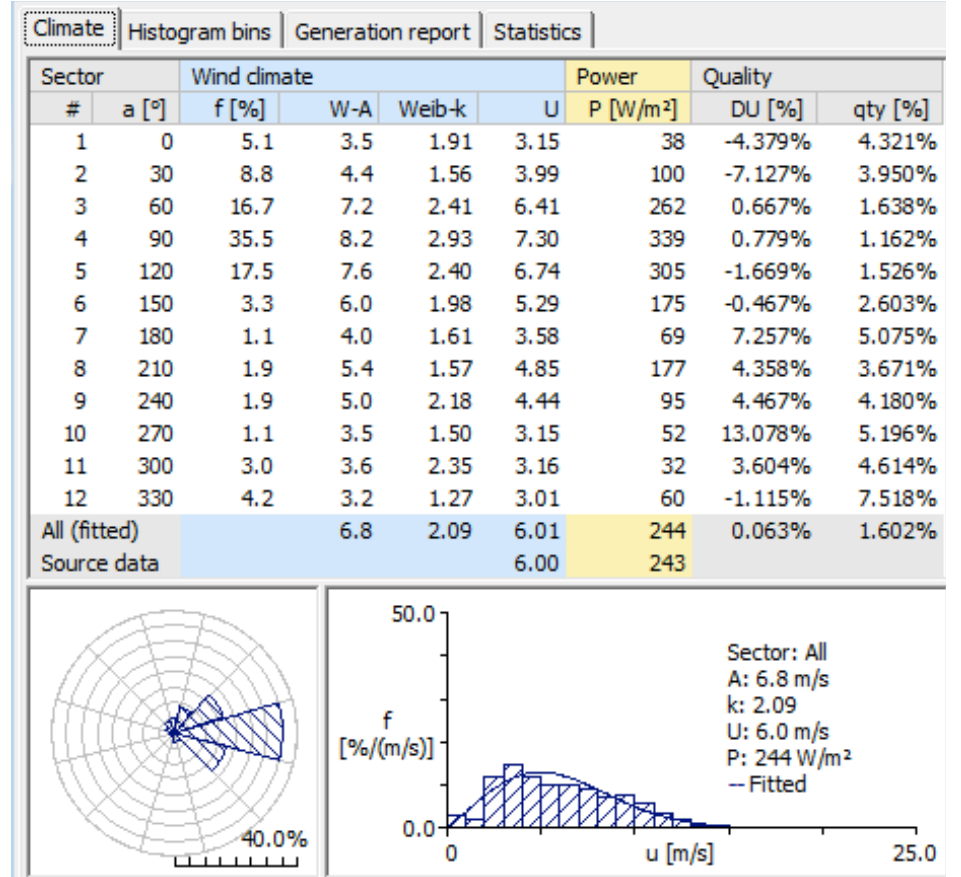 Climate Histogram bins Generation report Statistics
Sector Wind climate Power Quality
# a [°] f [%] W-A Weib-k U P [W/m²] DU [%] qty [%]
1 0 5.1 3.5 1.91 3.15 38 -4.379% 4.321%
2 30 8.8 4.4 1.56 3.99 100 -7.127% 3.950%
3 60 16.7 7.2 2.41 6.41 262 0.667% 1.638%
4 90 35.5 8.2 2.93 7.30 339 0.779% 1.162%
5 120 17.5 7.6 2.40 6.74 305 -1.669% 1.526%
6 150 3.3 6.0 1.98 5.29 175 -0.467% 2.603%
7 180 1.1 4.0 1.61 3.58 69 7.257% 5.075%
8 210 1.9 5.4 1.57 4.85 177 4.358% 3.671%
9 240 1.9 5.0 2.18 4.44 95 4.467% 4.180%
10 270 1.1 3.5 1.50 3.15 52 13.078% 5.196%
11 300 3.0 3.6 2.35 3.16 32 3.604% 4.614%
12 330 4.2 3.2 1.27 3.01 60 -1.115% 7.518%
All (fitted) 6.8 2.09 6.01 244 0.063% 1.602%
Source data 6.00 243
40.0%
50.0
f
[%/(m/s)]
0.0
0 u [m/s] 25.0
Sector: All
A: 6.8 m/s
k: 2.09
U: 6.0 m/s
P: 244 W/m²
-- Fitted